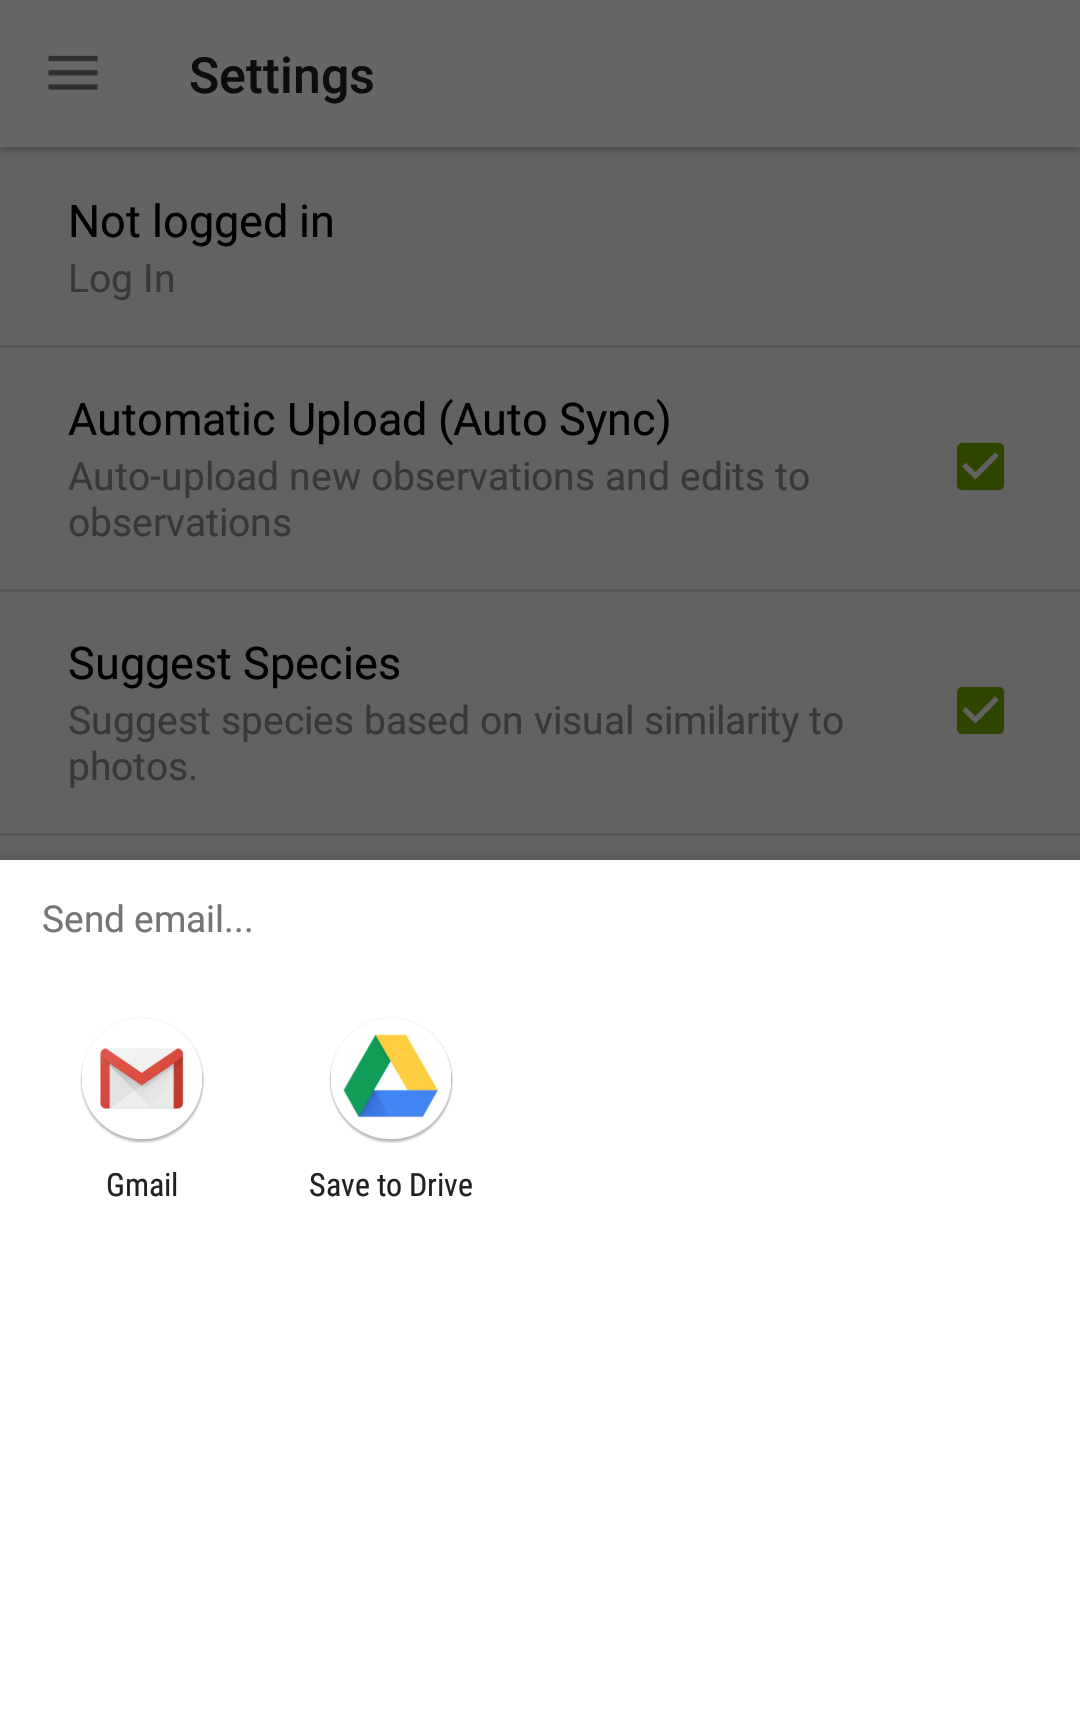 Settings
Not logged in
Log In
Automatic Upload (Auto Sync)
Auto-upload new observations and edits to
observations
Suggest Species
Suggest species based on visual similarity to
photos.
Send email...
Gmail
Save to Drive